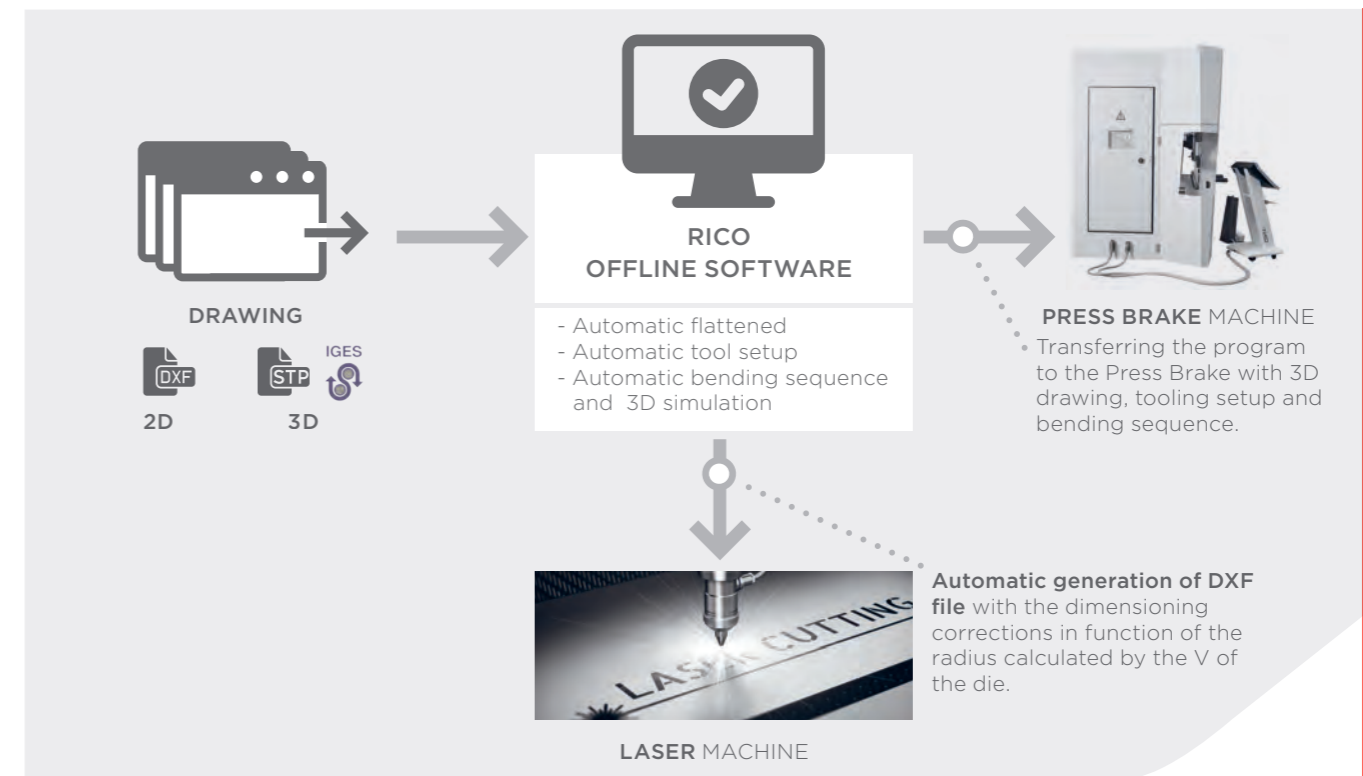 DRAWING
DXF
2D
STP
IGES
3D
RICO
OFFLINE SOFTWARE
- Automatic flattened
- Automatic tool setup
- Automatic bending sequence
and 3D simulation
PRESS BRAKE MACHINE
Transferring the program
to the Press Brake with 3D
drawing, tooling setup and
bending sequence.
Automatic generation of DXF
file with the dimensioning
corrections in function of the
radius calculated by the V of
the die.
LASER CUTTING
LASER MACHINE